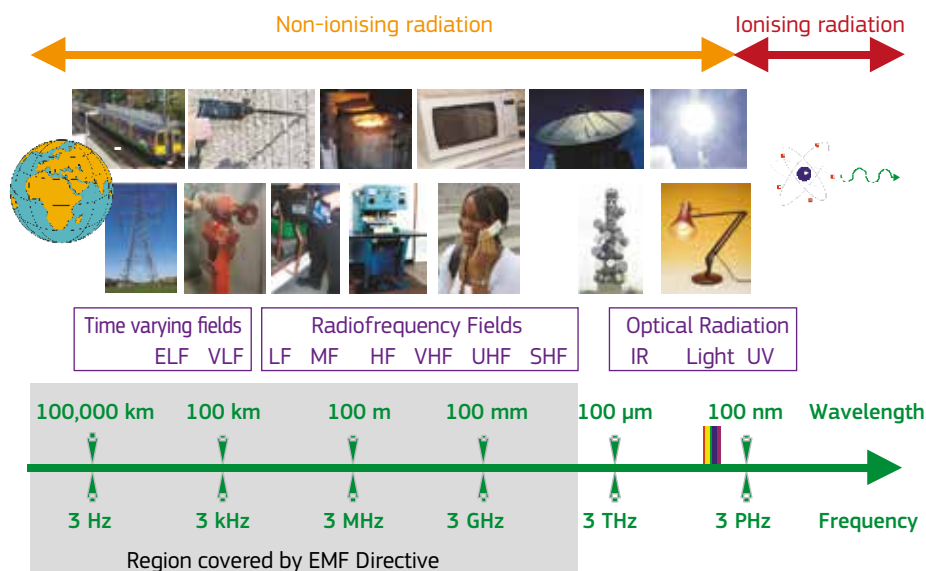 Non-ionising radiation
Ionising radiation
Time varying fields
ELF VLF
Radiofrequency Fields
LF MF HF VHF UHF SHF
Optical Radiation
IR Light UV
100,000 km 100 km 100 m 100 mm 100 μm 100 nm Wavelength
3 Hz 3 kHz 3 MHz 3 GHz 3 THz 3 PHz Frequency
Region covered by EMF Directive